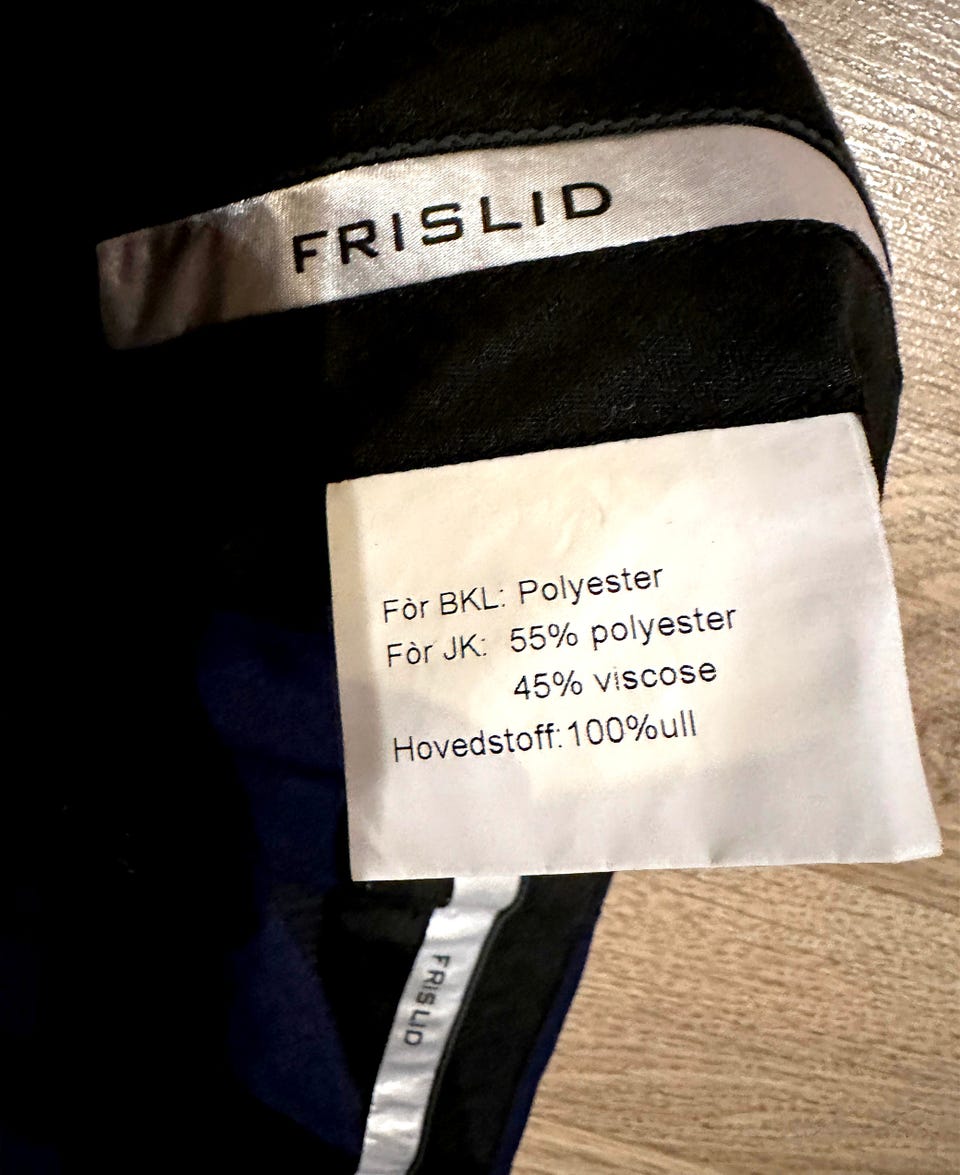 FRISLID
Fòr BKL: Polyester
Fòr JK: 55% polyester
45% viscose
Hovedstoff:100%ull
FRISLID